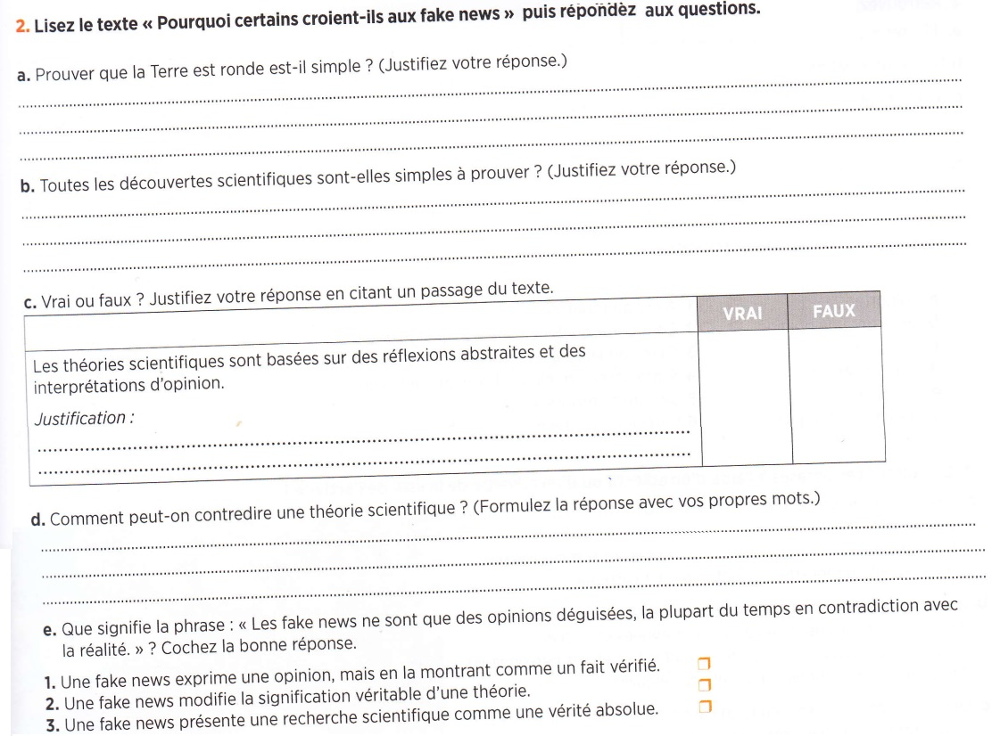 2. Lisez le texte « Pourquoi certains croient-ils aux fake news » puis répondèz aux questions.
a. Prouver que la Terre est ronde est-il simple ? (Justifiez votre réponse.)
b. Toutes les découvertes scientifiques sont-elles simples à prouver ? (Justifiez votre réponse.)
c. Vrai ou faux ? Justifiez votre réponse en citant un passage du texte.
VRAI FAUX
Les théories scientifiques sont basées sur des réflexions abstraites et des
interprétations d'opinion.
Justification :
d. Comment peut-on contredire une théorie scientifique ? (Formulez la réponse avec vos propres mots.)
e. Que signifie la phrase : « Les fake news ne sont que des opinions déguisées, la plupart du temps en contradiction avec
la réalité. » ? Cochez la bonne réponse.
1. Une fake news exprime une opinion, mais en la montrant comme un fait vérifié.
2. Une fake news modifie la signification véritable d'une théorie.
3. Une fake news présente une recherche scientifique comme une vérité absolue.